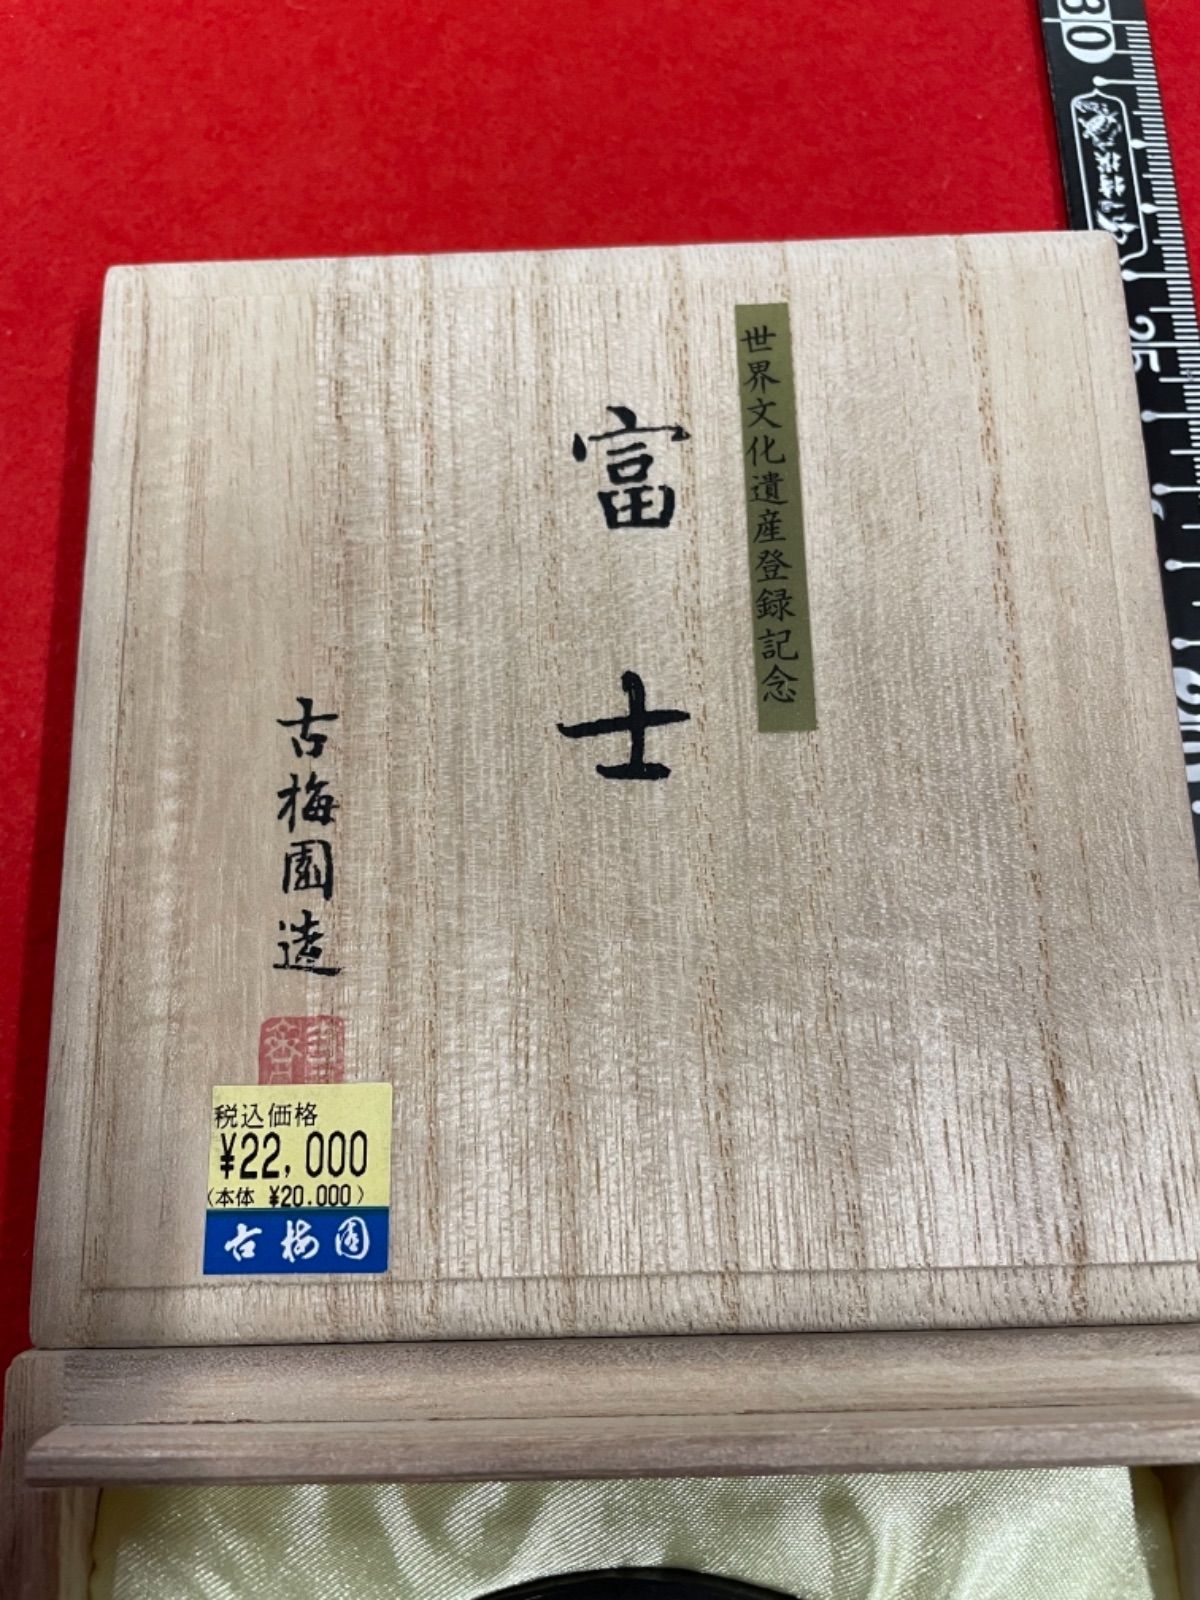 世界文化遺産登録記念
富士
古梅園造
税込価格
¥22,000
(本体 ¥20.000)
古梅園
30
25